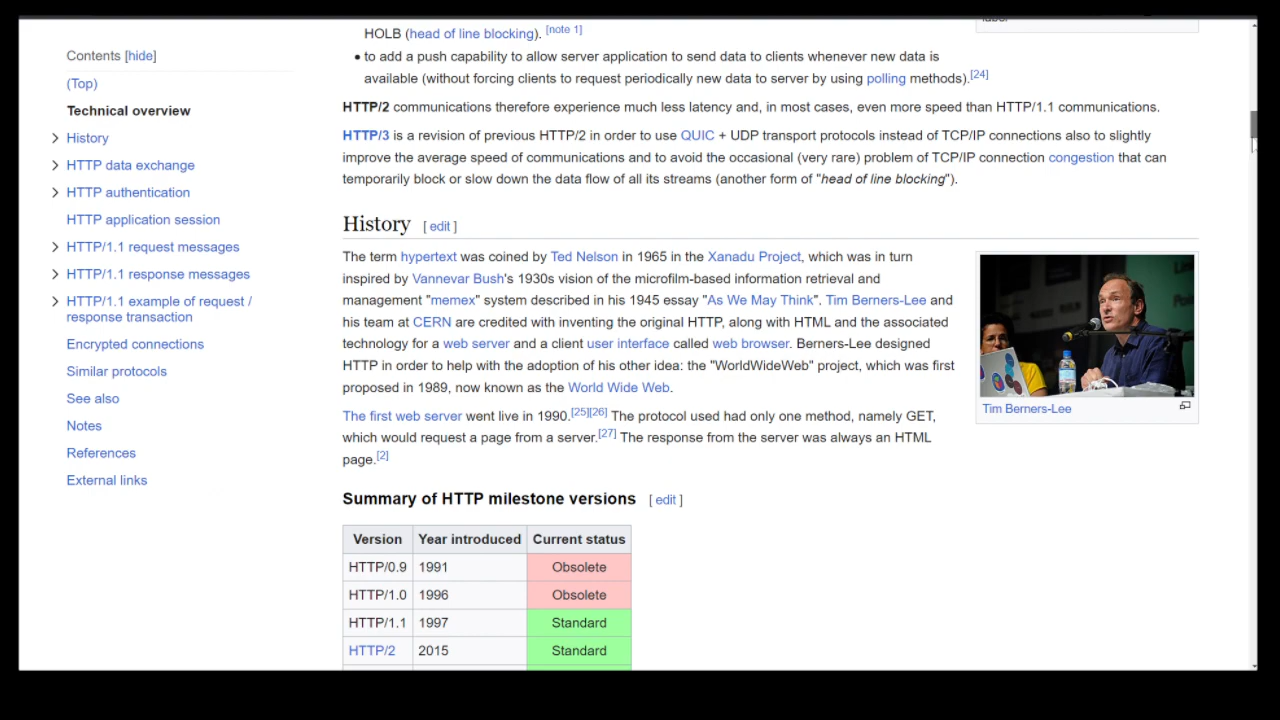 HOLB (head of line blocking). [note 1]
• to add a push capability to allow server application to send data to clients whenever new data is
available (without forcing clients to request periodically new data to server by using polling methods).[24]
HTTP/2 communications therefore experience much less latency and, in most cases, even more speed than HTTP/1.1 communications.
HTTP/3 is a revision of previous HTTP/2 in order to use QUIC + UDP transport protocols instead of TCP/IP connections also to slightly
improve the average speed of communications and to avoid the occasional (very rare) problem of TCP/IP connection congestion that can
temporarily block or slow down the data flow of all its streams (another form of "head of line blocking").
Contents [hide]
(Top)
Technical overview
History
HTTP data exchange
HTTP authentication
HTTP application session
HTTP/1.1 request messages
HTTP/1.1 response messages
HTTP/1.1 example of request /
response transaction
Encrypted connections
Similar protocols
See also
Notes
References
External links
History [ edit ]
The term hypertext was coined by Ted Nelson in 1965 in the Xanadu Project, which was in turn
inspired by Vannevar Bush's 1930s vision of the microfilm-based information retrieval and
management "memex" system described in his 1945 essay "As We May Think". Tim Berners-Lee and
his team at CERN are credited with inventing the original HTTP, along with HTML and the associated
technology for a web server and a client user interface called web browser. Berners-Lee designed
HTTP in order to help with the adoption of his other idea: the "WorldWideWeb" project, which was first
proposed in 1989, now known as the World Wide Web.
The first web server went live in 1990.[25][26] The protocol used had only one method, namely GET,
which would request a page from a server.[27] The response from the server was always an HTML
page.[2]
Tim Berners-Lee
Summary of HTTP milestone versions [ edit ]
Version Year introduced Current status
HTTP/0.9 1991 Obsolete
HTTP/1.0 1996 Obsolete
HTTP/1.1 1997 Standard
HTTP/2 2015 Standard